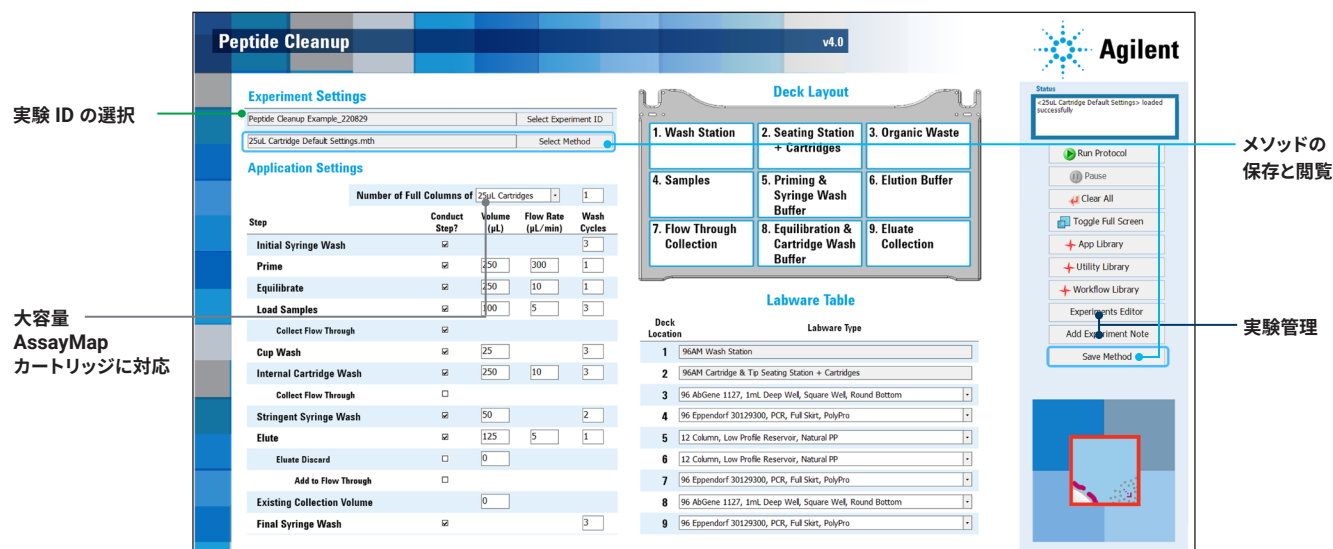 Peptide Cleanup
v4.0
Agilent
実験 ID の選択
Experiment Settings
Peptide Cleanup Example_220829
Select Experiment ID
25uL Cartridge Default Settings.mth
Select Method
Application Settings
Number of Full Columns of 25uL Cartridges 1
Step Conduct Step? Volume (µL) Flow Rate (µL/min) Wash Cycles
Initial Syringe Wash 3
Prime 250 300 1
Equilibrate 250 10 1
Load Samples 100 5 3
Collect Flow Through
Cup Wash 25 3
Internal Cartridge Wash 250 10 3
Collect Flow Through
Stringent Syringe Wash 50 2
Elute 125 5 1
Eluate Discard 0
Add to Flow Through
Existing Collection Volume 0
Final Syringe Wash 3
大容量
AssayMap
カートリッジに対応
Deck Layout
1. Wash Station
2. Seating Station
+ Cartridges
3. Organic Waste
4. Samples
5. Priming &
Syringe Wash
Buffer
6. Elution Buffer
7. Flow Through
Collection
8. Equilibration &
Cartridge Wash
Buffer
9. Eluate
Collection
Labware Table
Deck
Location
Labware Type
1 96AM Wash Station
2 96AM Cartridge & Tip Seating Station + Cartridges
3 96 AbGene 1127, 1mL Deep Well, Square Well, Round Bottom
4 96 Eppendorf 30129300, PCR, Full Skirt, PolyPro
5 12 Column, Low Profile Reservoir, Natural PP
6 12 Column, Low Profile Reservoir, Natural PP
7 96 Eppendorf 30129300, PCR, Full Skirt, PolyPro
8 96 AbGene 1127, 1mL Deep Well, Square Well, Round Bottom
9 96 Eppendorf 30129300, PCR, Full Skirt, PolyPro
Status
<25uL Cartridge Default Settings> loaded
successfully
Run Protocol
Pause
Clear All
Toggle Full Screen
App Library
Utility Library
Workflow Library
Experiments Editor
Add Experiment Note
Save Method
メソッドの
保存と閲覧
実験管理